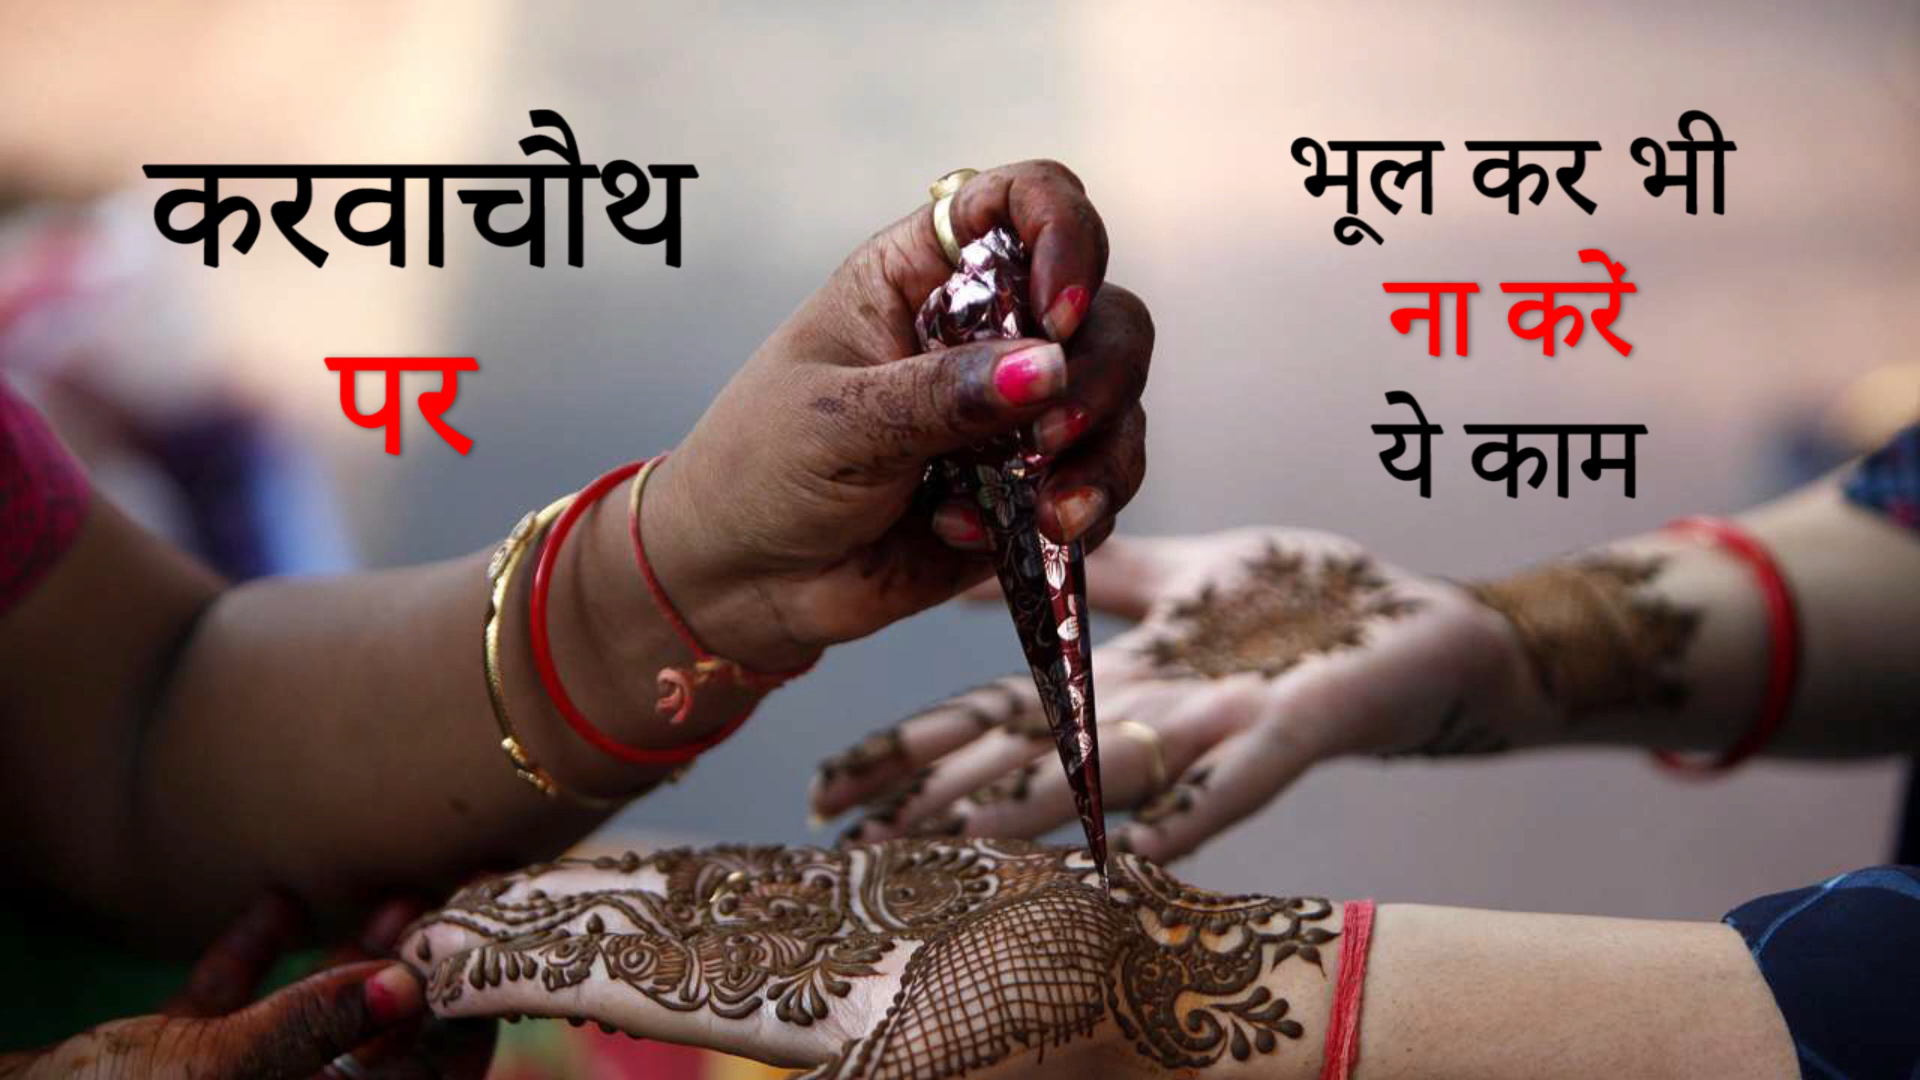 करवाचौथ
पर
भूल कर भी
ना करें
ये काम